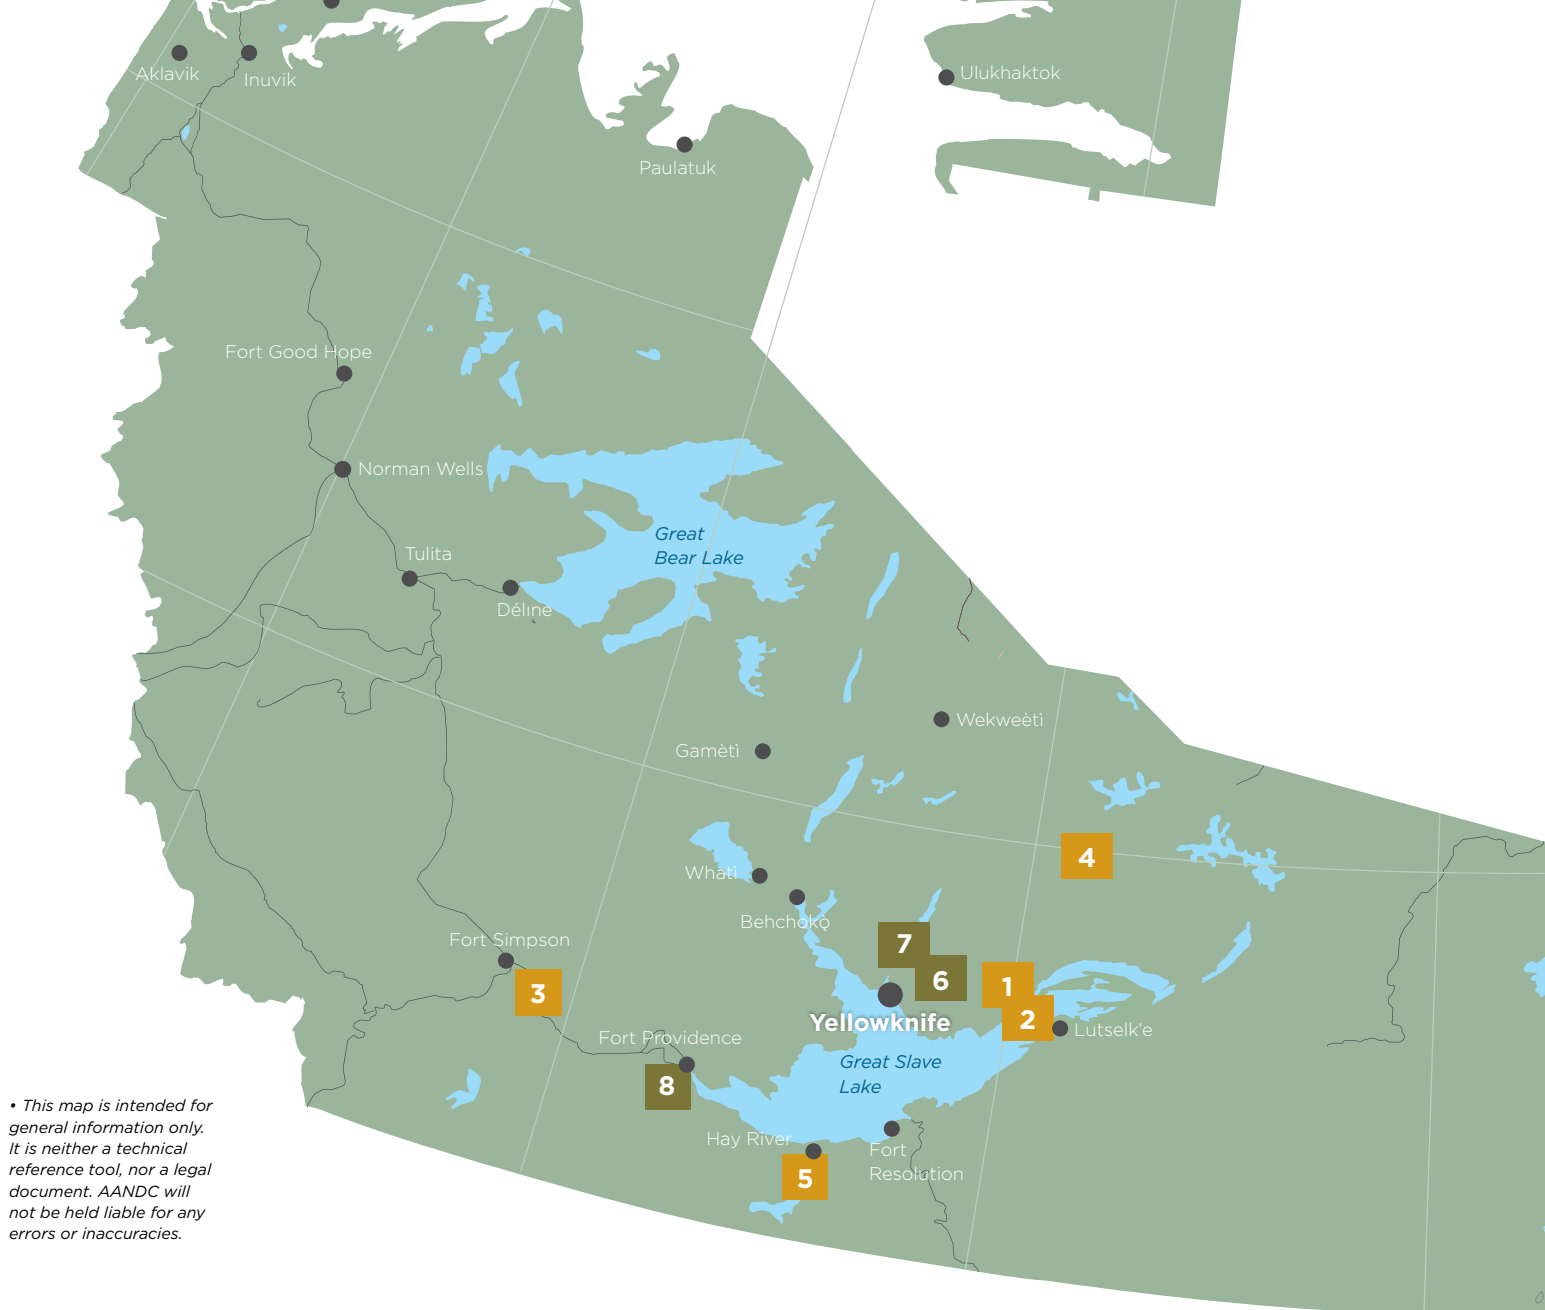 Aklavik
Inuvik
Ulukhaktok
Paulatuk
Fort Good Hope
Norman Wells
Great
Bear Lake
Tulita
Déline
Wekweètì
Gamètì
4
Whatì
Behchokǫ̀
7
Fort Simpson
6
1
3
2
Yellowknife
Lutselk’e
Fort Providence
Great Slave
Lake
8
• This map is intended for
general information only.
It is neither a technical
reference tool, nor a legal
document. AANDC will
not be held liable for any
errors or inaccuracies.
Hay River
Fort
Resolution
5